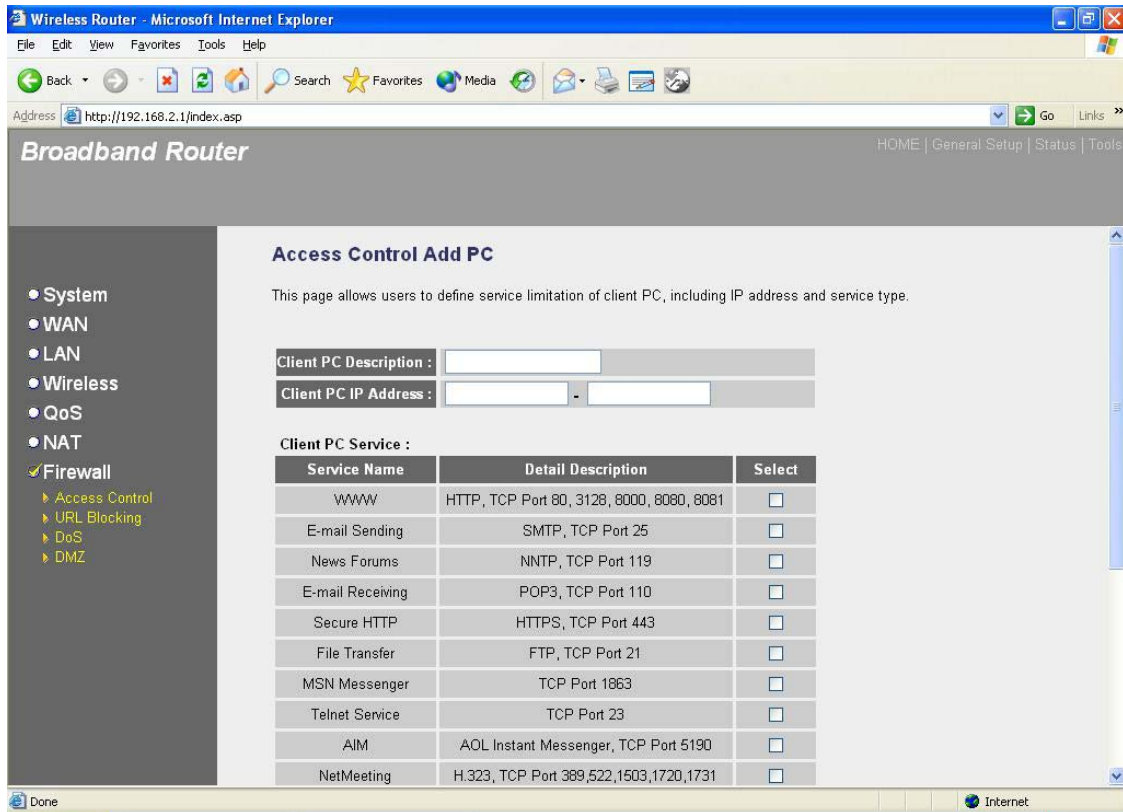 Wireless Router - Microsoft Internet Explorer
File Edit View Favorites Tools Help
Back Search Favorites Media
Address http://192.168.2.1/index.asp Go Links »
Broadband Router
HOME | General Setup | Status | Tools
System
WAN
LAN
Wireless
QoS
NAT
Firewall
Access Control
URL Blocking
DoS
DMZ
Access Control Add PC
This page allows users to define service limitation of client PC, including IP address and service type.
Client PC Description :
Client PC IP Address : -
Client PC Service :
Service Name Detail Description Select
WWW HTTP, TCP Port 80, 3128, 8000, 8080, 8081
E-mail Sending SMTP, TCP Port 25
News Forums NNTP, TCP Port 119
E-mail Receiving POP3, TCP Port 110
Secure HTTP HTTPS, TCP Port 443
File Transfer FTP, TCP Port 21
MSN Messenger TCP Port 1863
Telnet Service TCP Port 23
AIM AOL Instant Messenger, TCP Port 5190
NetMeeting H.323, TCP Port 389,522,1503,1720,1731
Done Internet